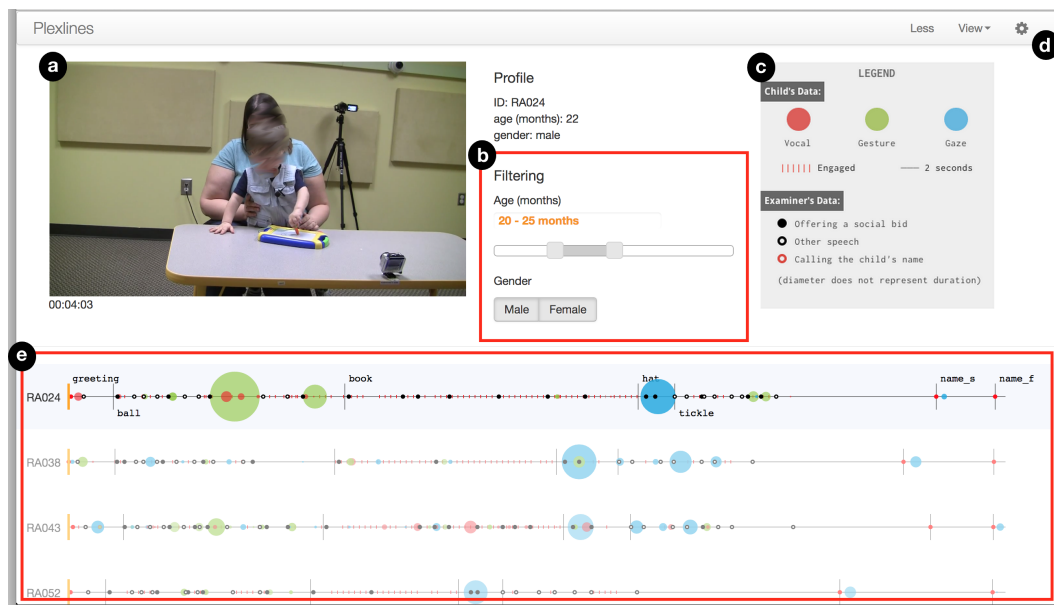 Plexlines
Less View
d
a
Profile
ID: RA024
age (months): 22
gender: male
b
Filtering
Age (months)
20 - 25 months
Gender
Male Female
00:04:03
c
LEGEND
Child's Data:
Vocal Gesture Gaze
Engaged 2 seconds
Examiner's Data:
Offering a social bid
Other speech
Calling the child's name
(diameter does not represent duration)
e
greeting book hat name_s name_f
RA024
ball tickle
RA038
RA043
RA052